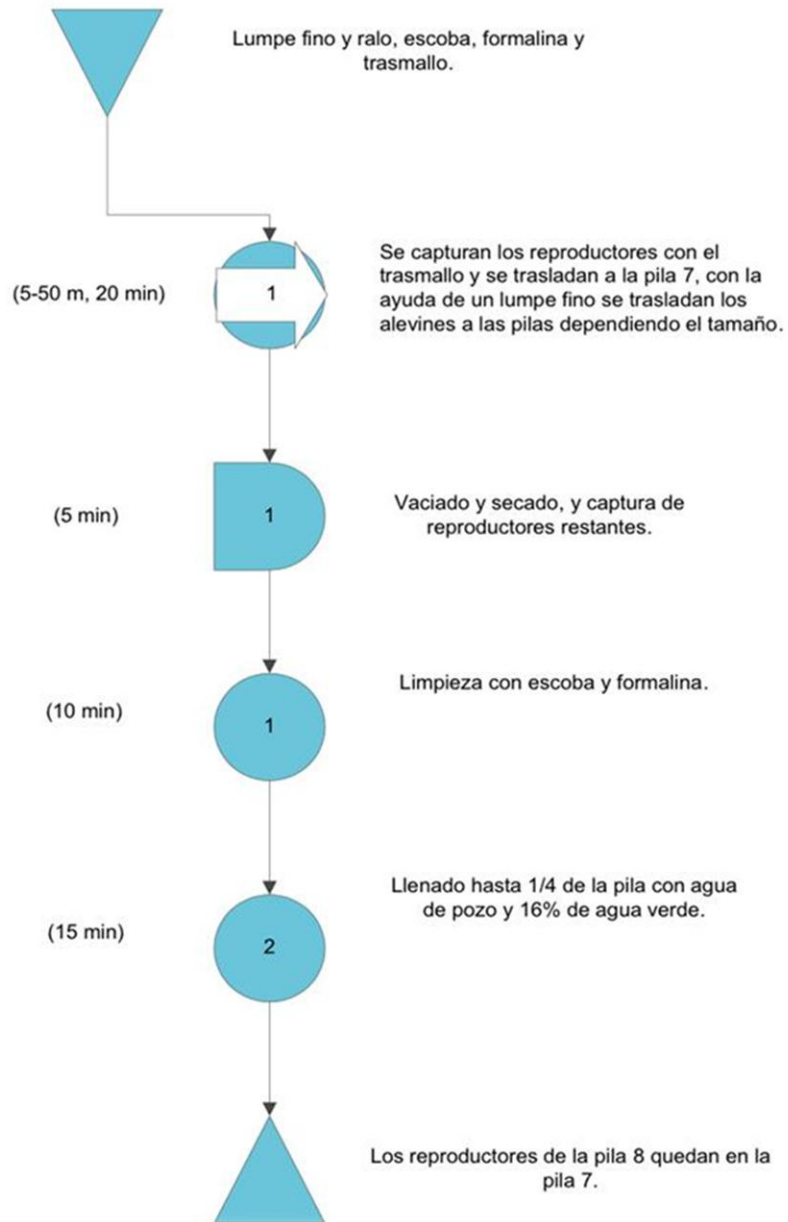 Lumpe fino y ralo, escoba, formalina y
trasmallo.
(5-50 m, 20 min)
1
Se capturan los reproductores con el
trasmallo y se trasladan a la pila 7, con la
ayuda de un lumpe fino se trasladan los
alevines a las pilas dependiendo el tamaño.
(5 min)
1
Vaciado y secado, y captura de
reproductores restantes.
(10 min)
1
Limpieza con escoba y formalina.
(15 min)
2
Llenado hasta 1/4 de la pila con agua
de pozo y 16% de agua verde.
Los reproductores de la pila 8 quedan en la
pila 7.